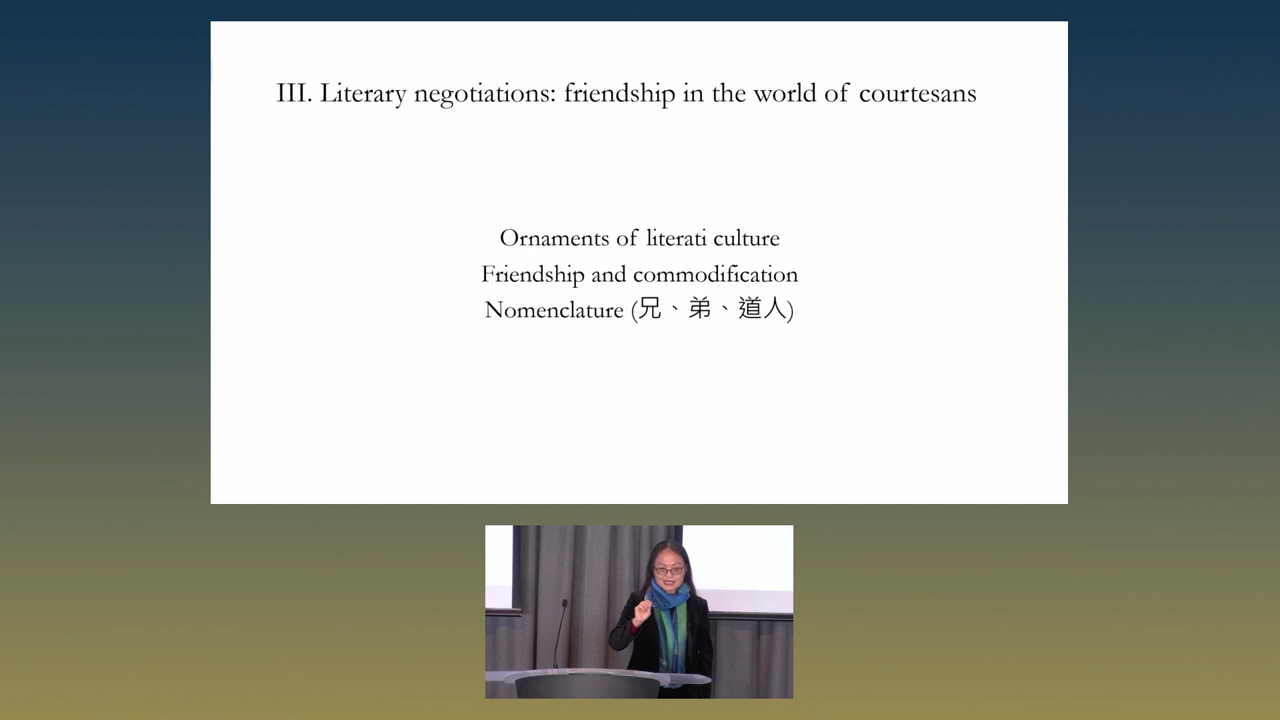 III. Literary negotiations: friendship in the world of courtesans
Ornaments of literati culture
Friendship and commodification
Nomenclature (兄、弟、道人)